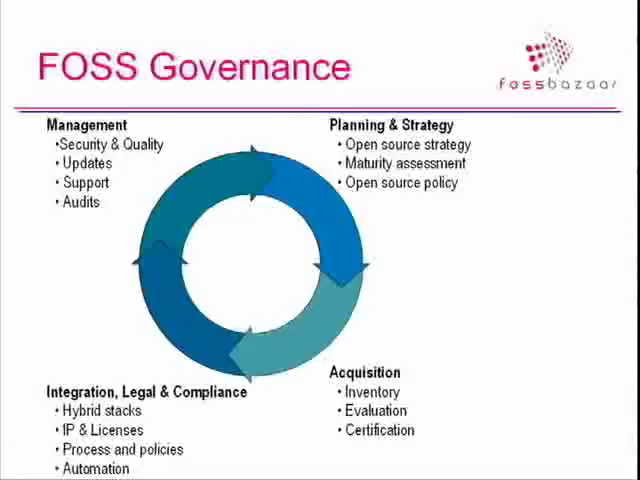 FOSS Governance
fossbazaar
Management
•Security & Quality
• Updates
• Support
• Audits
Planning & Strategy
• Open source strategy
• Maturity assessment
• Open source policy
Acquisition
• Inventory
• Evaluation
• Certification
Integration, Legal & Compliance
• Hybrid stacks
• IP & Licenses
• Process and policies
• Automation